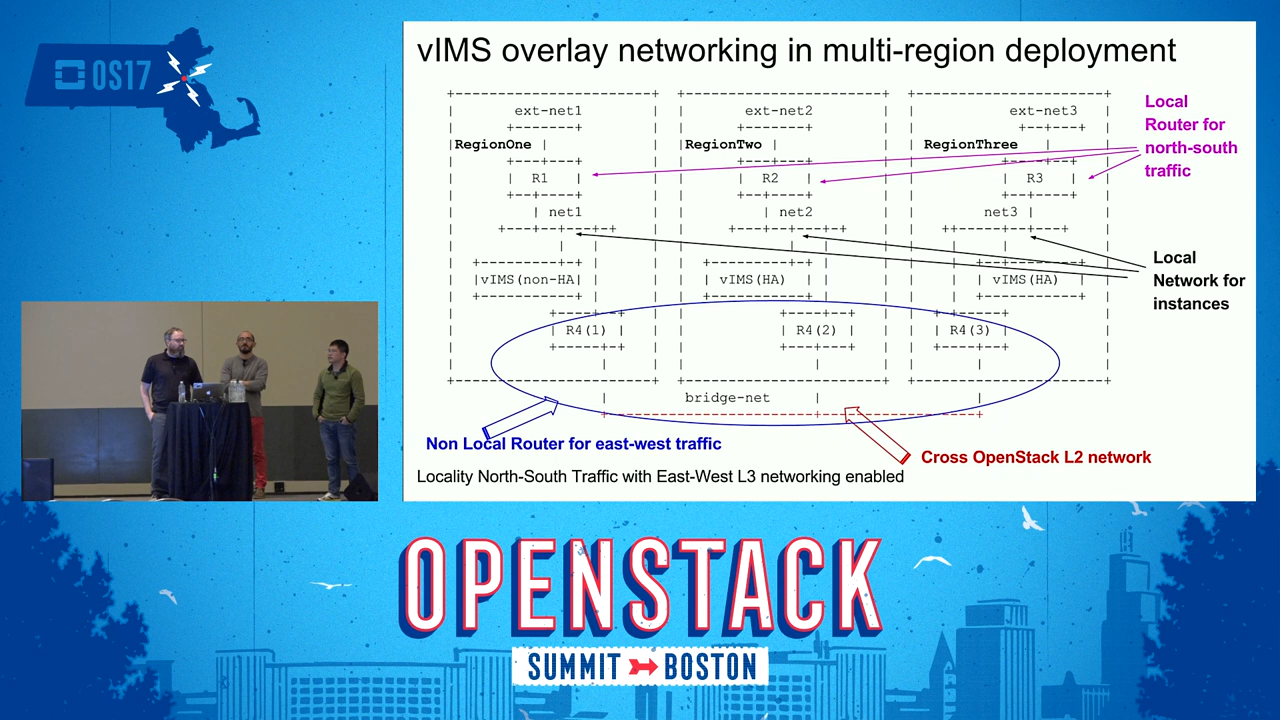 OS17
vIMS overlay networking in multi-region deployment
ext-net1
ext-net2
ext-net3
RegionOne
RegionTwo
RegionThree
R1
R2
R3
net1
net2
net3
vIMS(non-HA)
vIMS(HA)
vIMS(HA)
R4(1)
R4(2)
R4(3)
bridge-net
Local
Router for
north-south
traffic
Local
Network for
instances
Non Local Router for east-west traffic
Cross OpenStack L2 network
Locality North-South Traffic with East-West L3 networking enabled
OPENSTACK
SUMMIT BOSTON